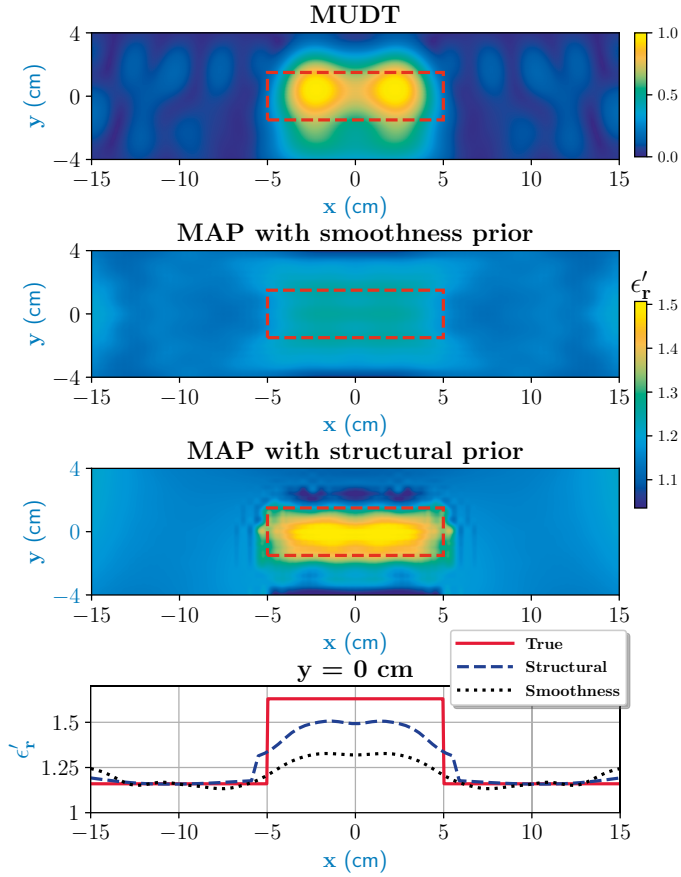 MUDT
4
0
−4
y (cm)
−15 −10 −5 0 5 10 15
x (cm)
1.0
0.5
0.0
MAP with smoothness prior
4
0
−4
y (cm)
−15 −10 −5 0 5 10 15
x (cm)
ϵ′r
1.5
1.4
1.3
1.2
1.1
MAP with structural prior
4
0
−4
y (cm)
−15 −10 −5 0 5 10 15
x (cm)
True
Structural
Smoothness
y = 0 cm
1.5
1.25
1
ϵ′r
−15 −10 −5 0 5 10 15
x (cm)